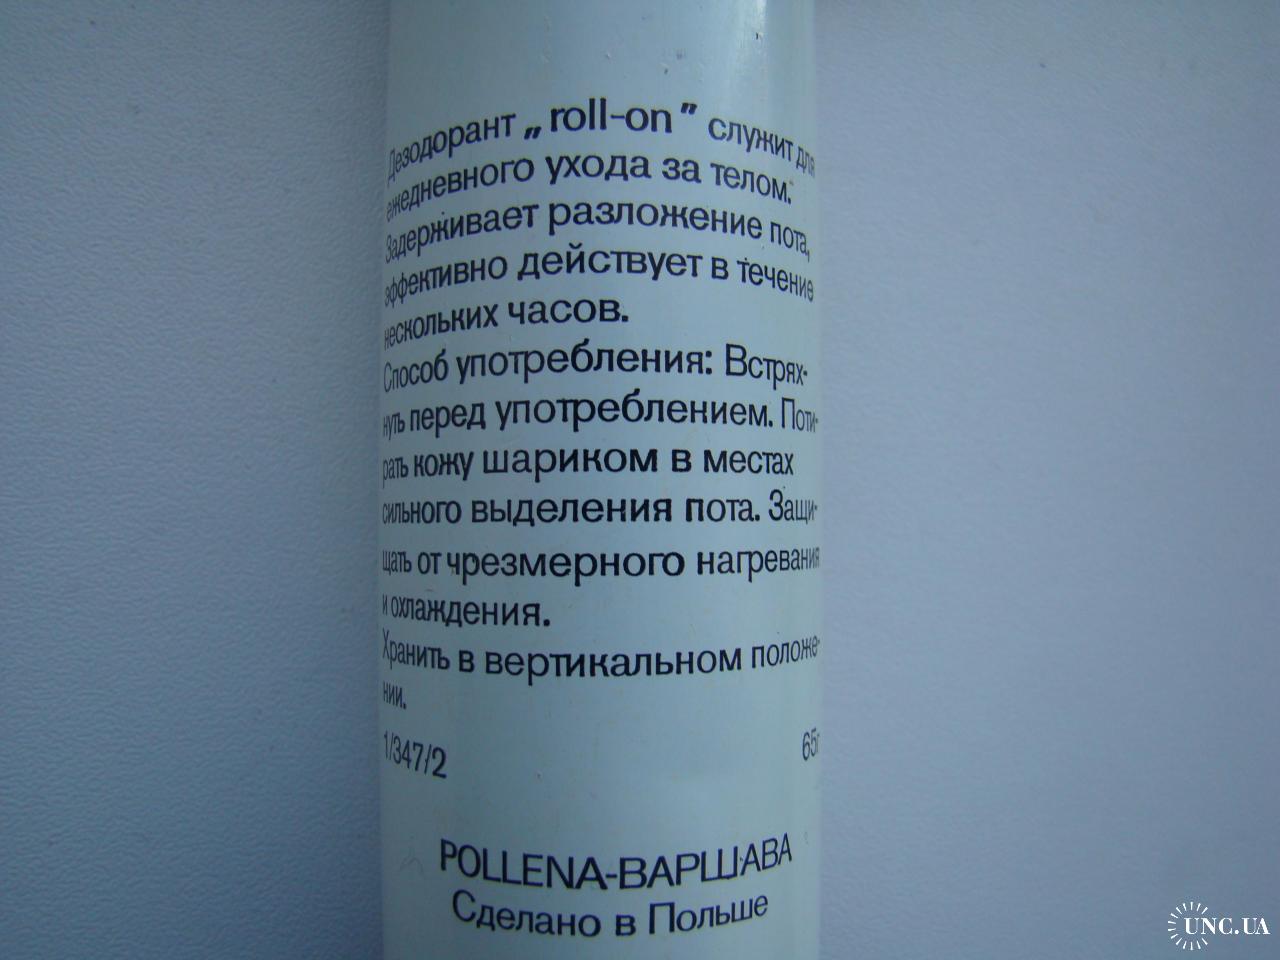 Дезодорант „roll-on” служит для
ежедневного ухода за телом.
Задерживает разложение пота,
эффективно действует в течение
нескольких часов.
Способ употребления: Встрях-
нуть перед употреблением. Поти-
рать кожу шариком в местах
сильного выделения пота. Защи-
щать от чрезмерного нагревания
и охлаждения.
Хранить в вертикальном положе-
нии.
1/347/2 65г
POLLENA-ВАРШАВА
Сделано в Польше
UNC.UA